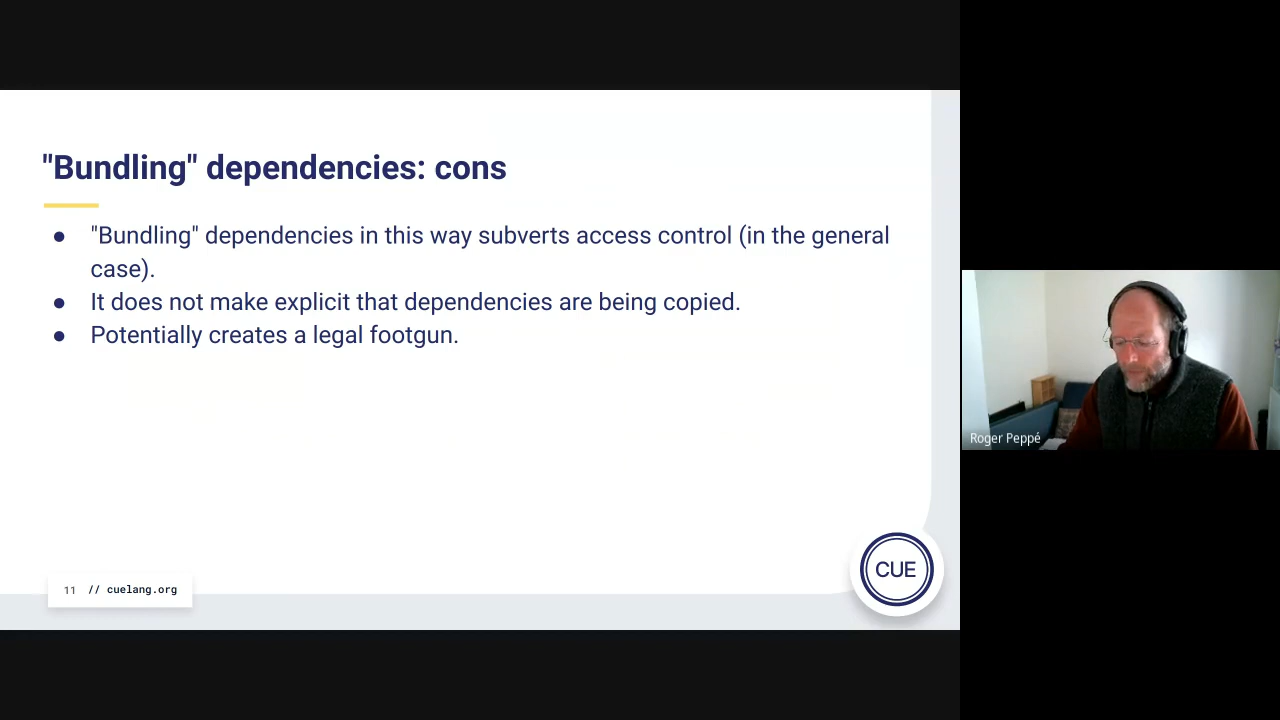 "Bundling" dependencies: cons
● "Bundling" dependencies in this way subverts access control (in the general
case).
● It does not make explicit that dependencies are being copied.
● Potentially creates a legal footgun.
Roger Peppé
CUE
11 // cuelang.org